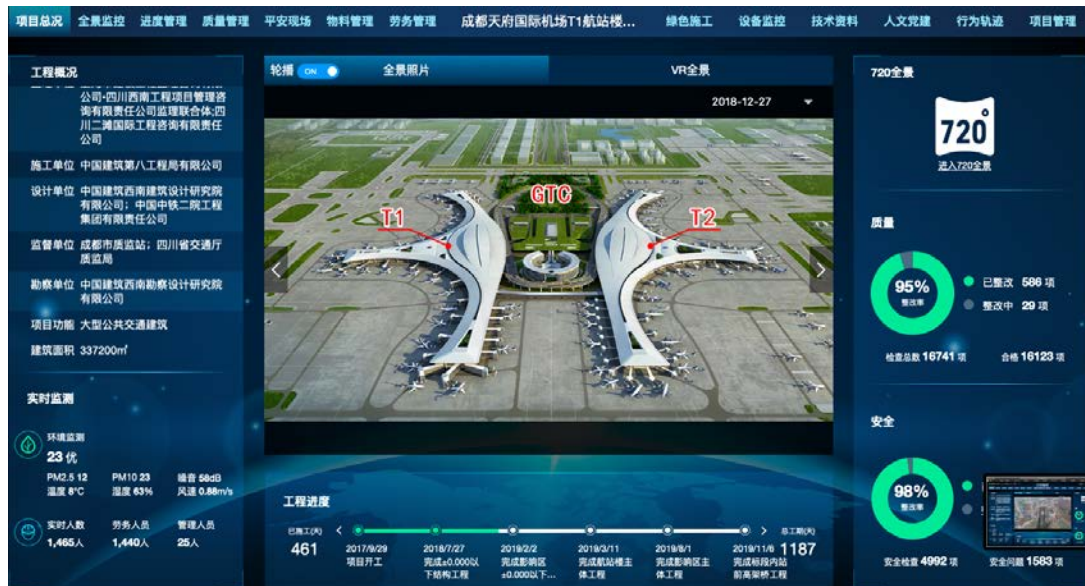 项目总况 全景监控 进度管理 质量管理 平安现场 物料管理 劳务管理 成都天府国际机场T1航站楼... 绿色施工 设备监控 技术资料 人文党建 行为轨迹 项目管理
工程概况
公司•四川西南工程项目管理咨
询有限责任公司监理联合体;四
川二滩国际工程咨询有限责任
公司
施工单位 中国建筑第八工程局有限公司
设计单位 中国建筑西南建筑设计研究院
有限公司；中国中铁二院工程
集团有限责任公司
监督单位 成都市质监站；四川省交通厅
质监局
勘察单位 中国建筑西南勘察设计研究院
有限公司
项目功能 大型公共交通建筑
建筑面积 337200㎡
实时监测
环境监测
23 优
PM2.5 12 PM10 23 噪音 58dB
温度 8°C 湿度 63% 风速 0.88m/s
实时人数 劳务人员 管理人员
1,465人 1,440人 25人
轮播 ON 全景照片 VR全景
2018-12-27
GTC
T1 T2
工程进度
已施工(天) 总工期(天)
461 1187
2017/9/29
项目开工
2018/7/27
完成±0.000以
下结构工程
2019/2/2
完成影响区
±0.000以下...
2019/3/11
完成航站楼主
体工程
2019/8/1
完成影响区主
体工程
2019/11/6
完成标段内站
前高架桥工程
720全景
720°
进入720全景
质量
95%
整改率
已整改 586 项
整改中 29 项
检查总数 16741 项 合格 16123 项
安全
98%
整改率
安全检查 4992 项 安全问题 1583 项